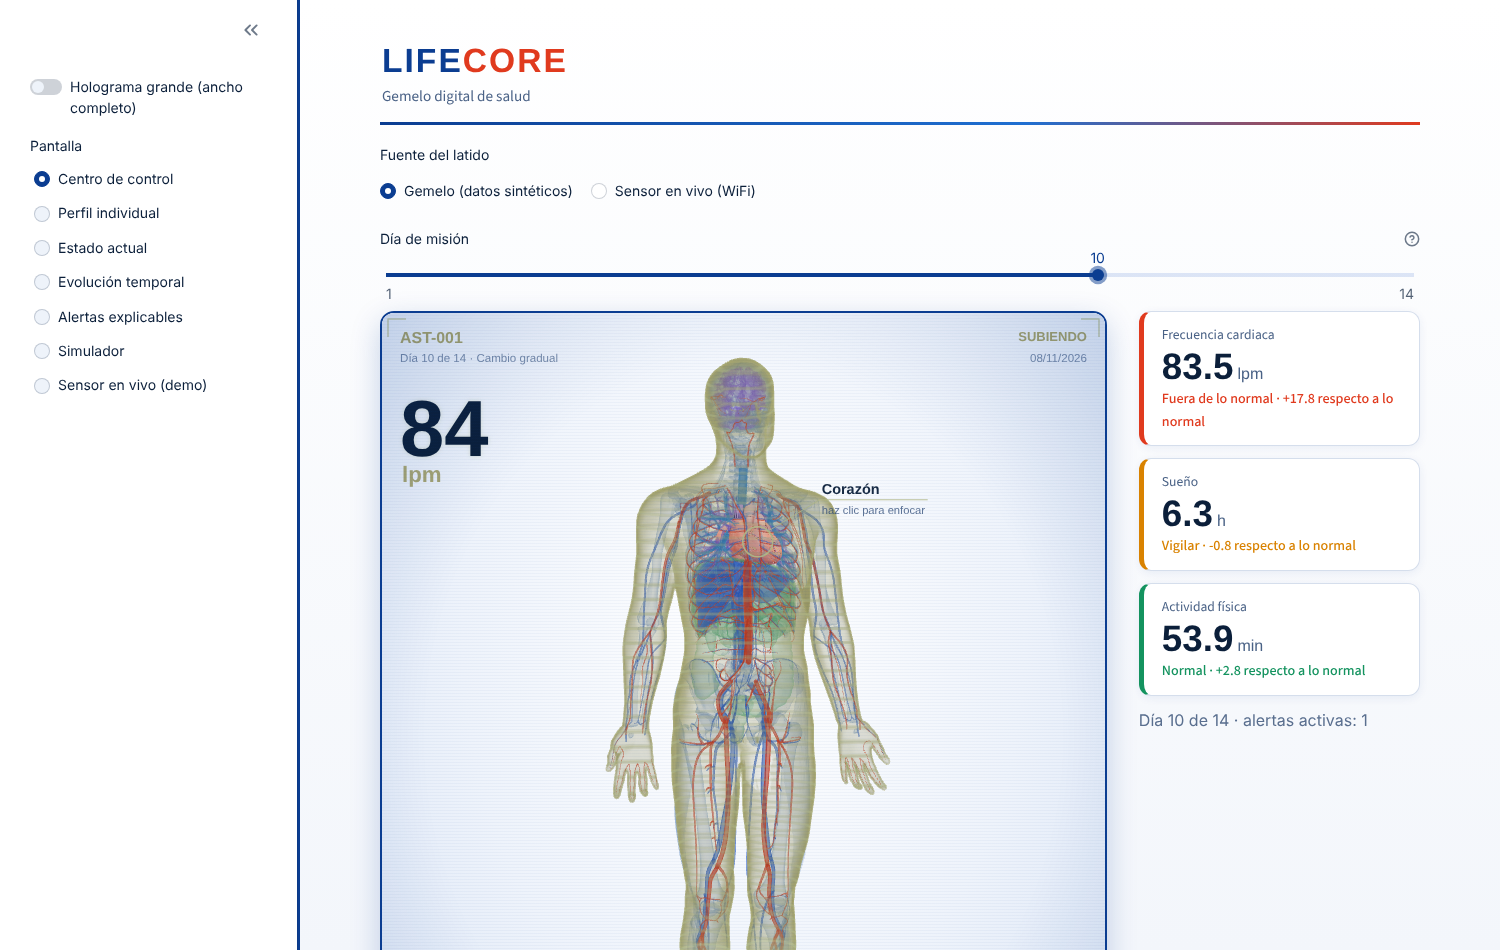 Holograma grande (ancho
completo)
Pantalla
Centro de control
Perfil individual
Estado actual
Evolución temporal
Alertas explicables
Simulador
Sensor en vivo (demo)
LIFECORE
Gemelo digital de salud
Fuente del latido
Gemelo (datos sintéticos)
Sensor en vivo (WiFi)
Día de misión
10
1
14
AST-001
SUBIENDO
Día 10 de 14 · Cambio gradual
08/11/2026
84
lpm
Corazón
haz clic para enfocar
Frecuencia cardiaca
83.5 lpm
Fuera de lo normal · +17.8 respecto a lo
normal
Sueño
6.3 h
Vigilar · -0.8 respecto a lo normal
Actividad física
53.9 min
Normal · +2.8 respecto a lo normal
Día 10 de 14 · alertas activas: 1